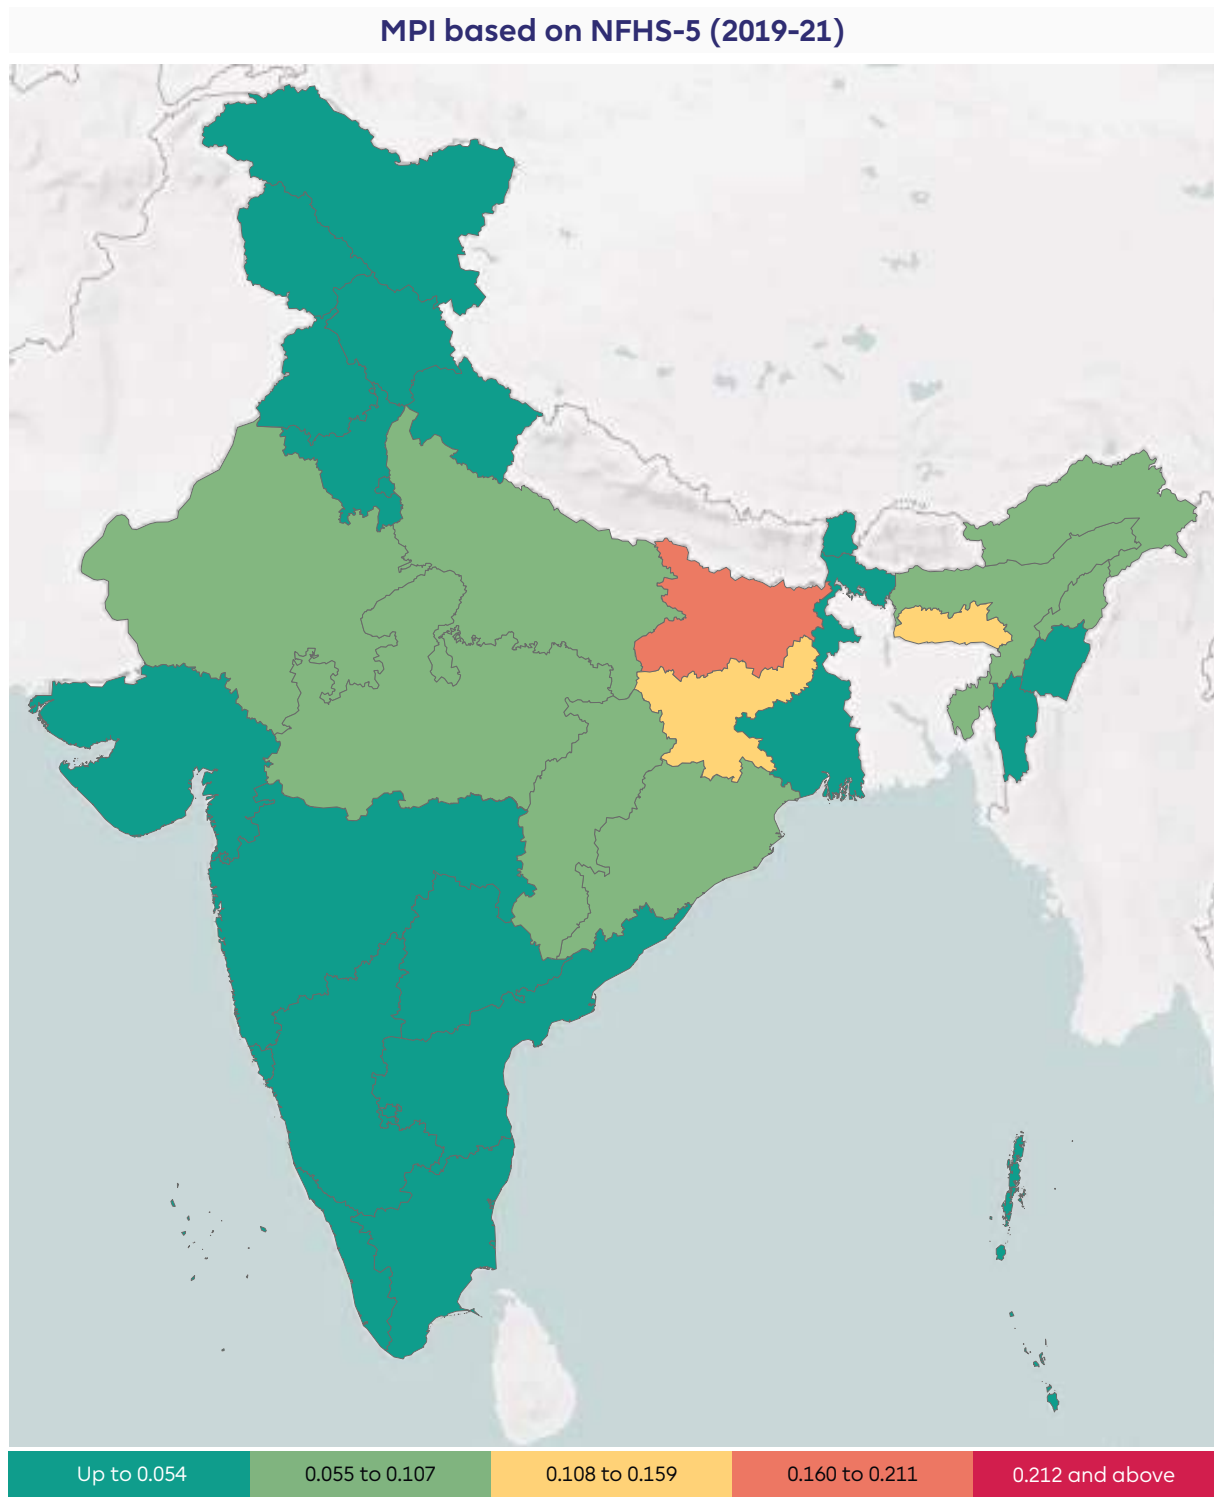 MPI based on NFHS-5 (2019-21)
Up to 0.054
0.055 to 0.107
0.108 to 0.159
0.160 to 0.211
0.212 and above